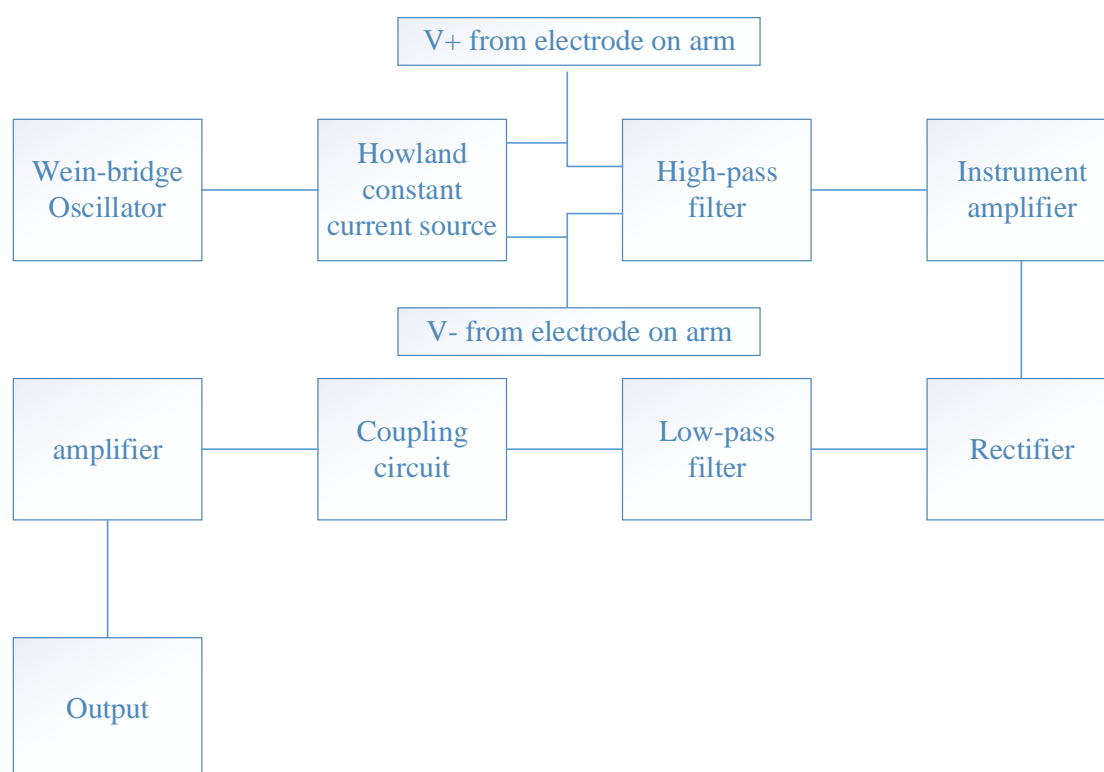 V+ from electrode on arm
Wein-bridge
Oscillator
Howland
constant
current source
High-pass
filter
Instrument
amplifier
V- from electrode on arm
amplifier
Coupling
circuit
Low-pass
filter
Rectifier
Output